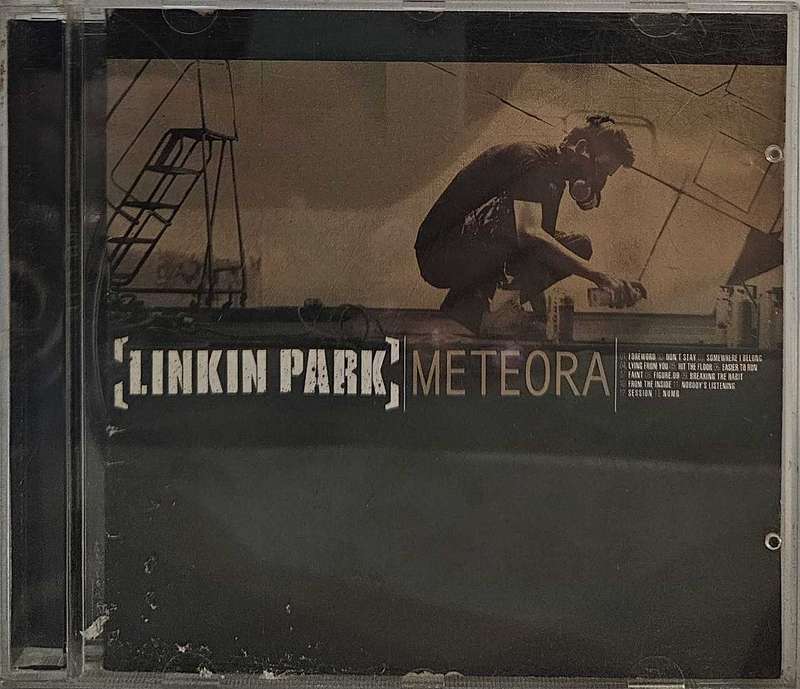 [LINKIN PARK]
METEORA
01 FOREWORD 02 DON'T STAY 03 SOMEWHERE I BELONG
04 LYING FROM YOU 05 HIT THE FLOOR 06 EASIER TO RUN
07 FAINT 08 FIGURE.09 09 BREAKING THE HABIT
10 FROM THE INSIDE 11 NOBODY'S LISTENING
12 SESSION 13 NUMB